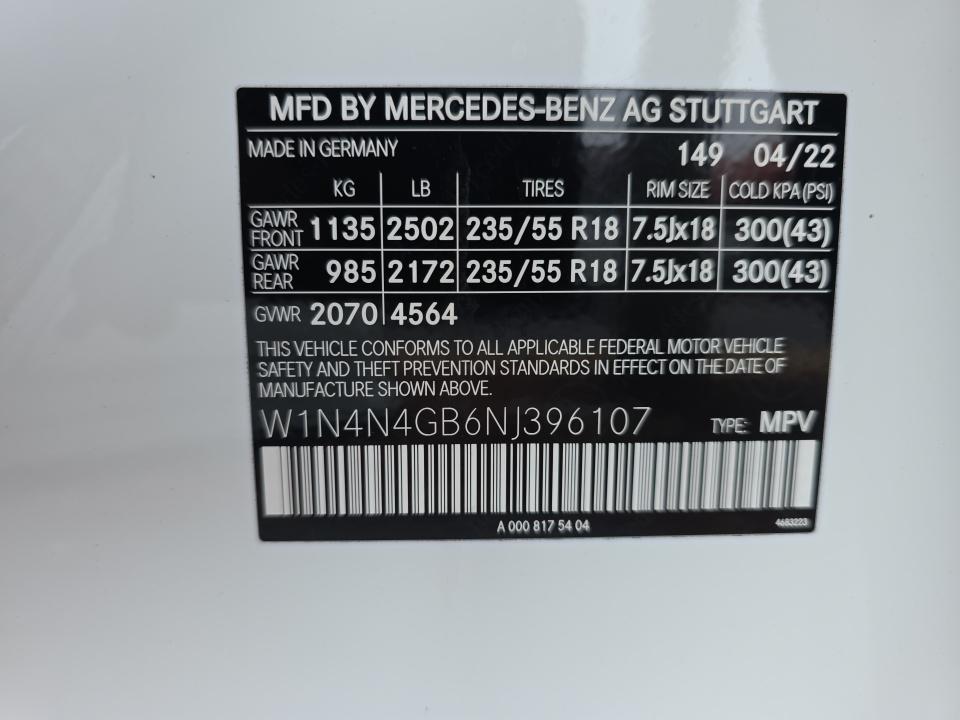 MFD BY MERCEDES-BENZ AG STUTTGART
MADE IN GERMANY 149 04/22
KG LB TIRES RIM SIZE COLD KPA (PSI)
GAWR FRONT 1135 2502 235/55 R18 7.5Jx18 300(43)
GAWR REAR 985 2172 235/55 R18 7.5Jx18 300(43)
GVWR 2070 4564
THIS VEHICLE CONFORMS TO ALL APPLICABLE FEDERAL MOTOR VEHICLE
SAFETY AND THEFT PREVENTION STANDARDS IN EFFECT ON THE DATE OF
MANUFACTURE SHOWN ABOVE.
W1N4N4GB6NJ396107 TYPE: MPV
A 000 817 54 04 4683223